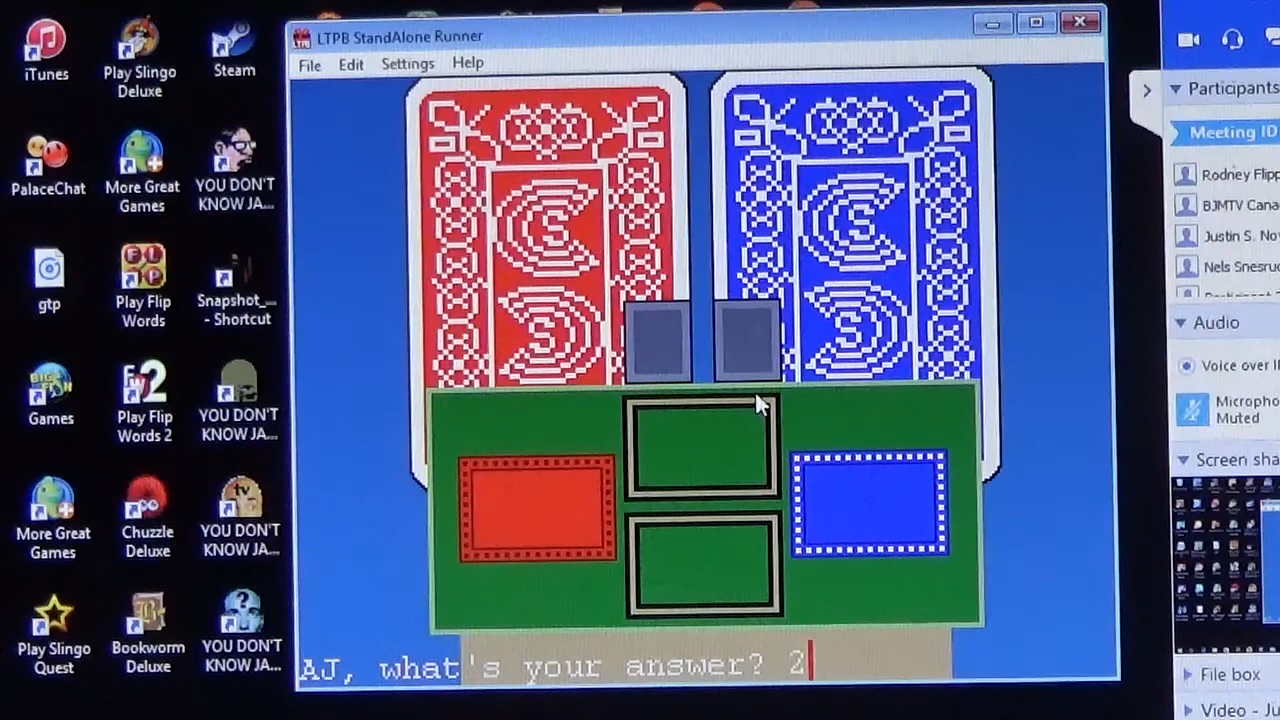 iTunes
Play Slingo
Deluxe
Steam
PalaceChat
More Great
Games
YOU DON'T
KNOW JA...
gtp
Play Flip
Words
Snapshot_...
- Shortcut
Games
Play Flip
Words 2
YOU DON'T
KNOW JA...
More Great
Games
Chuzzle
Deluxe
YOU DON'T
KNOW JA...
Play Slingo
Quest
Bookworm
Deluxe
YOU DON'T
KNOW JA...
LTPB StandAlone Runner
File Edit Settings Help
CS
CS
AJ, what's your answer? 2
Participants
Meeting ID
Rodney Flipp
BJMTV Cana
Justin S. No
Nels Snesru
Audio
Voice over I
Micropho
Muted
Screen sha
File box
Video - Ju